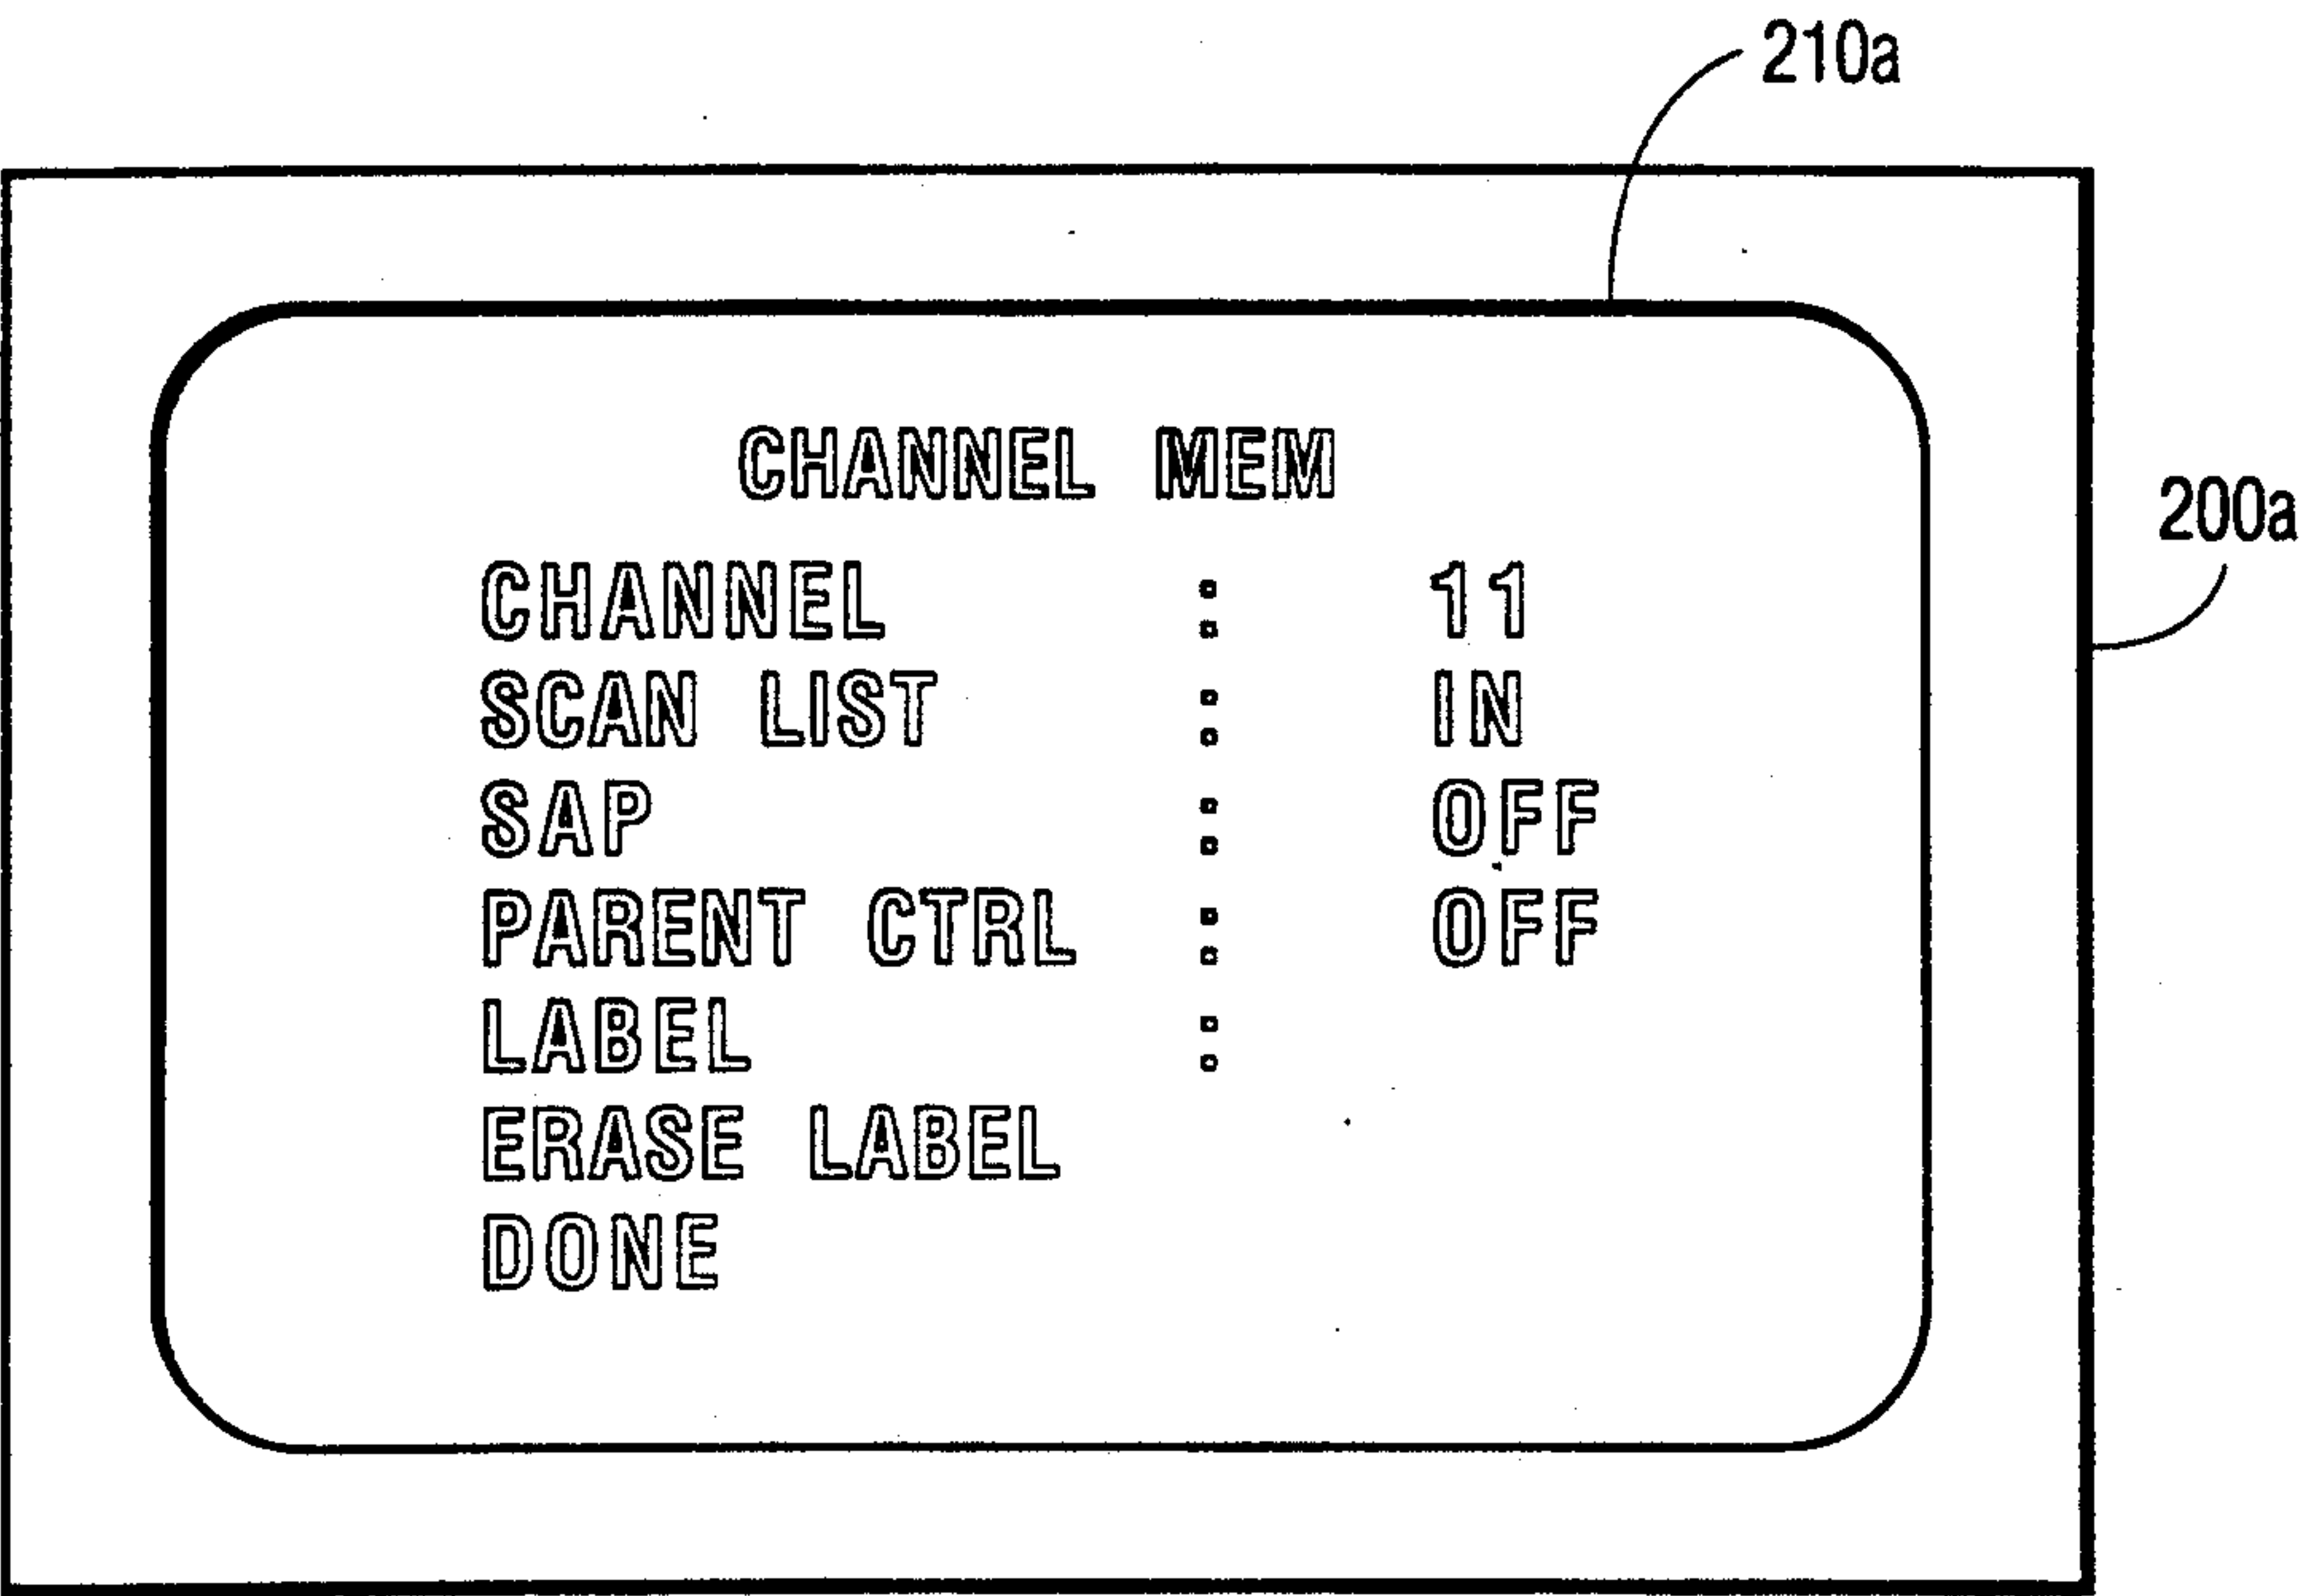 210a
CHANNEL MEM
200a
CHANNEL : 11
SCAN LIST : IN
SAP : OFF
PARENT CTRL : OFF
LABEL :
ERASE LABEL
DONE